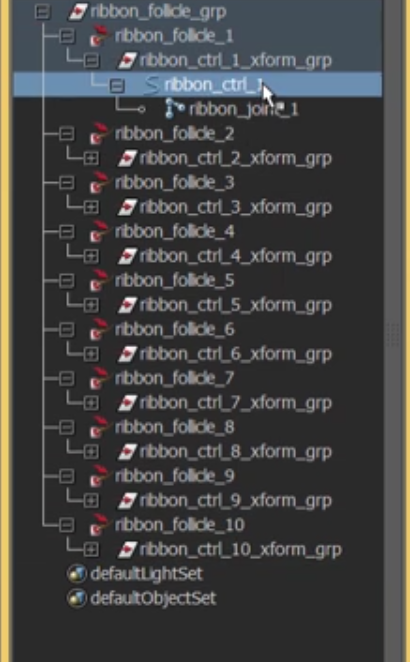 ribbon_follicle_grp
ribbon_follicle_1
ribbon_ctrl_1_xform_grp
ribbon_ctrl_1
ribbon_joint_1
ribbon_follicle_2
ribbon_ctrl_2_xform_grp
ribbon_follicle_3
ribbon_ctrl_3_xform_grp
ribbon_follicle_4
ribbon_ctrl_4_xform_grp
ribbon_follicle_5
ribbon_ctrl_5_xform_grp
ribbon_follicle_6
ribbon_ctrl_6_xform_grp
ribbon_follicle_7
ribbon_ctrl_7_xform_grp
ribbon_follicle_8
ribbon_ctrl_8_xform_grp
ribbon_follicle_9
ribbon_ctrl_9_xform_grp
ribbon_follicle_10
ribbon_ctrl_10_xform_grp
defaultLightSet
defaultObjectSet